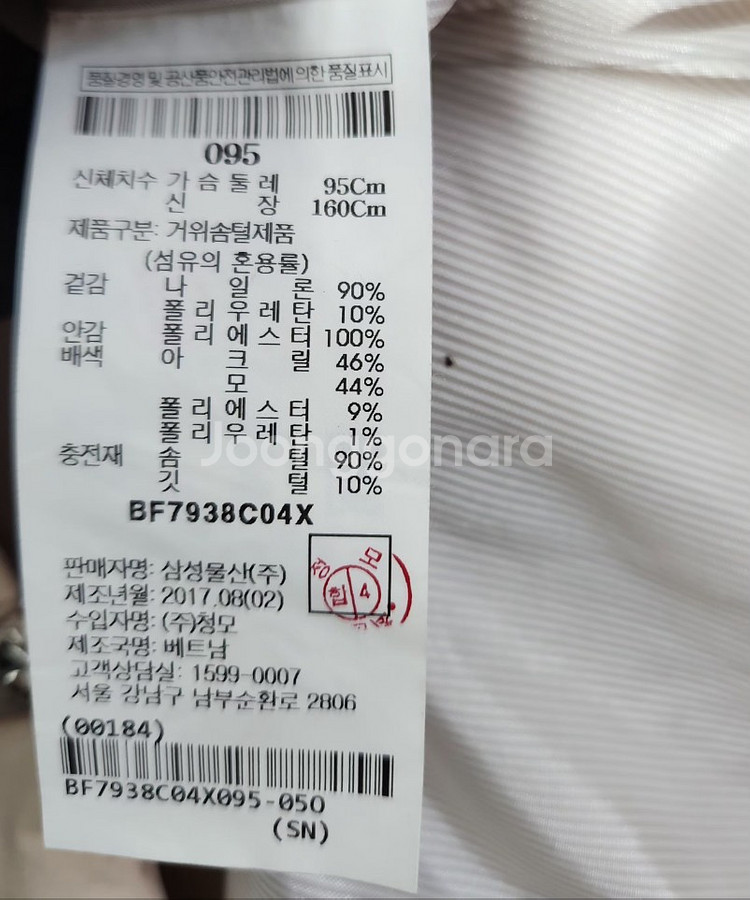 품질경영 및 공산품안전관리법에 의한 품질표시
095
신체치수 가 슴 둘 레 95Cm
신 장 160Cm
제품구분: 거위솜털제품
(섬유의 혼용률)
겉감 나 일 론 90%
폴 리 우 레 탄 10%
안감 폴 리 에 스 터 100%
배색 아 크 릴 46%
모 44%
폴 리 에 스 터 9%
폴 리 우 레 탄 1%
충전재 솜 털 90%
깃 털 10%
Joonggonara
BF7938C04X
판매자명: 삼성물산(주)
제조년월: 2017.08(02)
수입자명: (주)청모
제조국명: 베트남
고객상담실: 1599-0007
서울 강남구 남부순환로 2806
합 4
(00184)
BF7938C04X095-050
(SN)